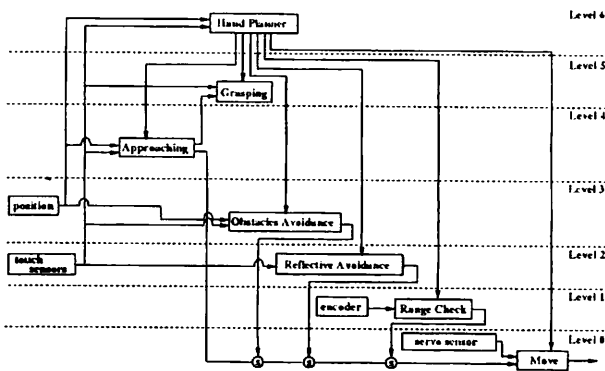 Hand Planner
Level 6
Level 5
Grasping
Level 4
Approaching
Level 3
position
Obstacles Avoidance
Level 2
touch
sensors
Reflective Avoidance
Level 1
encoder
Range Check
Level 0
servo sensor
s
s
s
Move